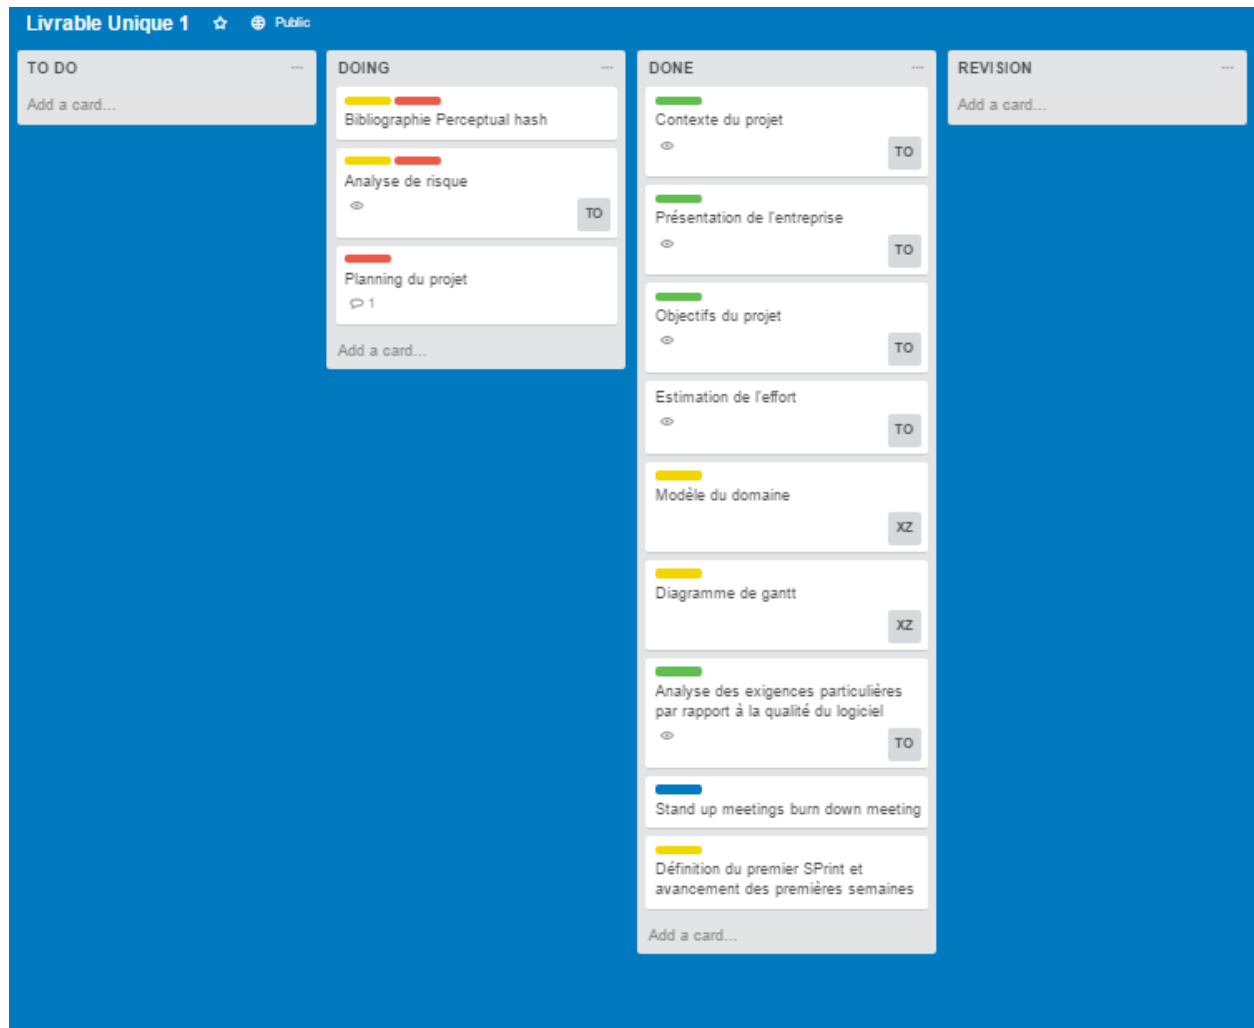 Livrable Unique 1 Public
TO DO
Add a card...
DOING
Bibliographie Perceptual hash
Analyse de risque
TO
Planning du projet
1
Add a card...
DONE
Contexte du projet
TO
Présentation de l'entreprise
TO
Objectifs du projet
TO
Estimation de l'effort
TO
Modèle du domaine
XZ
Diagramme de gantt
XZ
Analyse des exigences particulières
par rapport à la qualité du logiciel
TO
Stand up meetings burn down meeting
Définition du premier SPrint et
avancement des premières semaines
Add a card...
REVISION
Add a card...